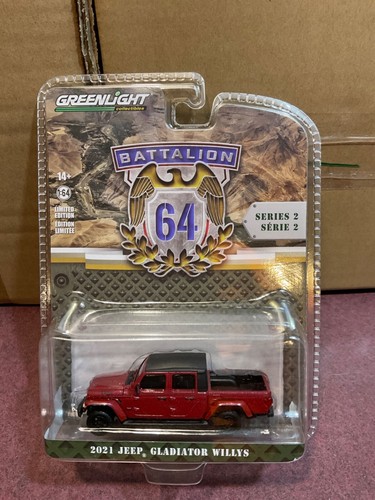 GREENLIGHT
collectibles
BATTALION
64
14+
1:64
LIMITED
EDITION
ÉDITION
LIMITÉE
SERIES 2
SÉRIE 2
2021 JEEP® GLADIATOR WILLYS